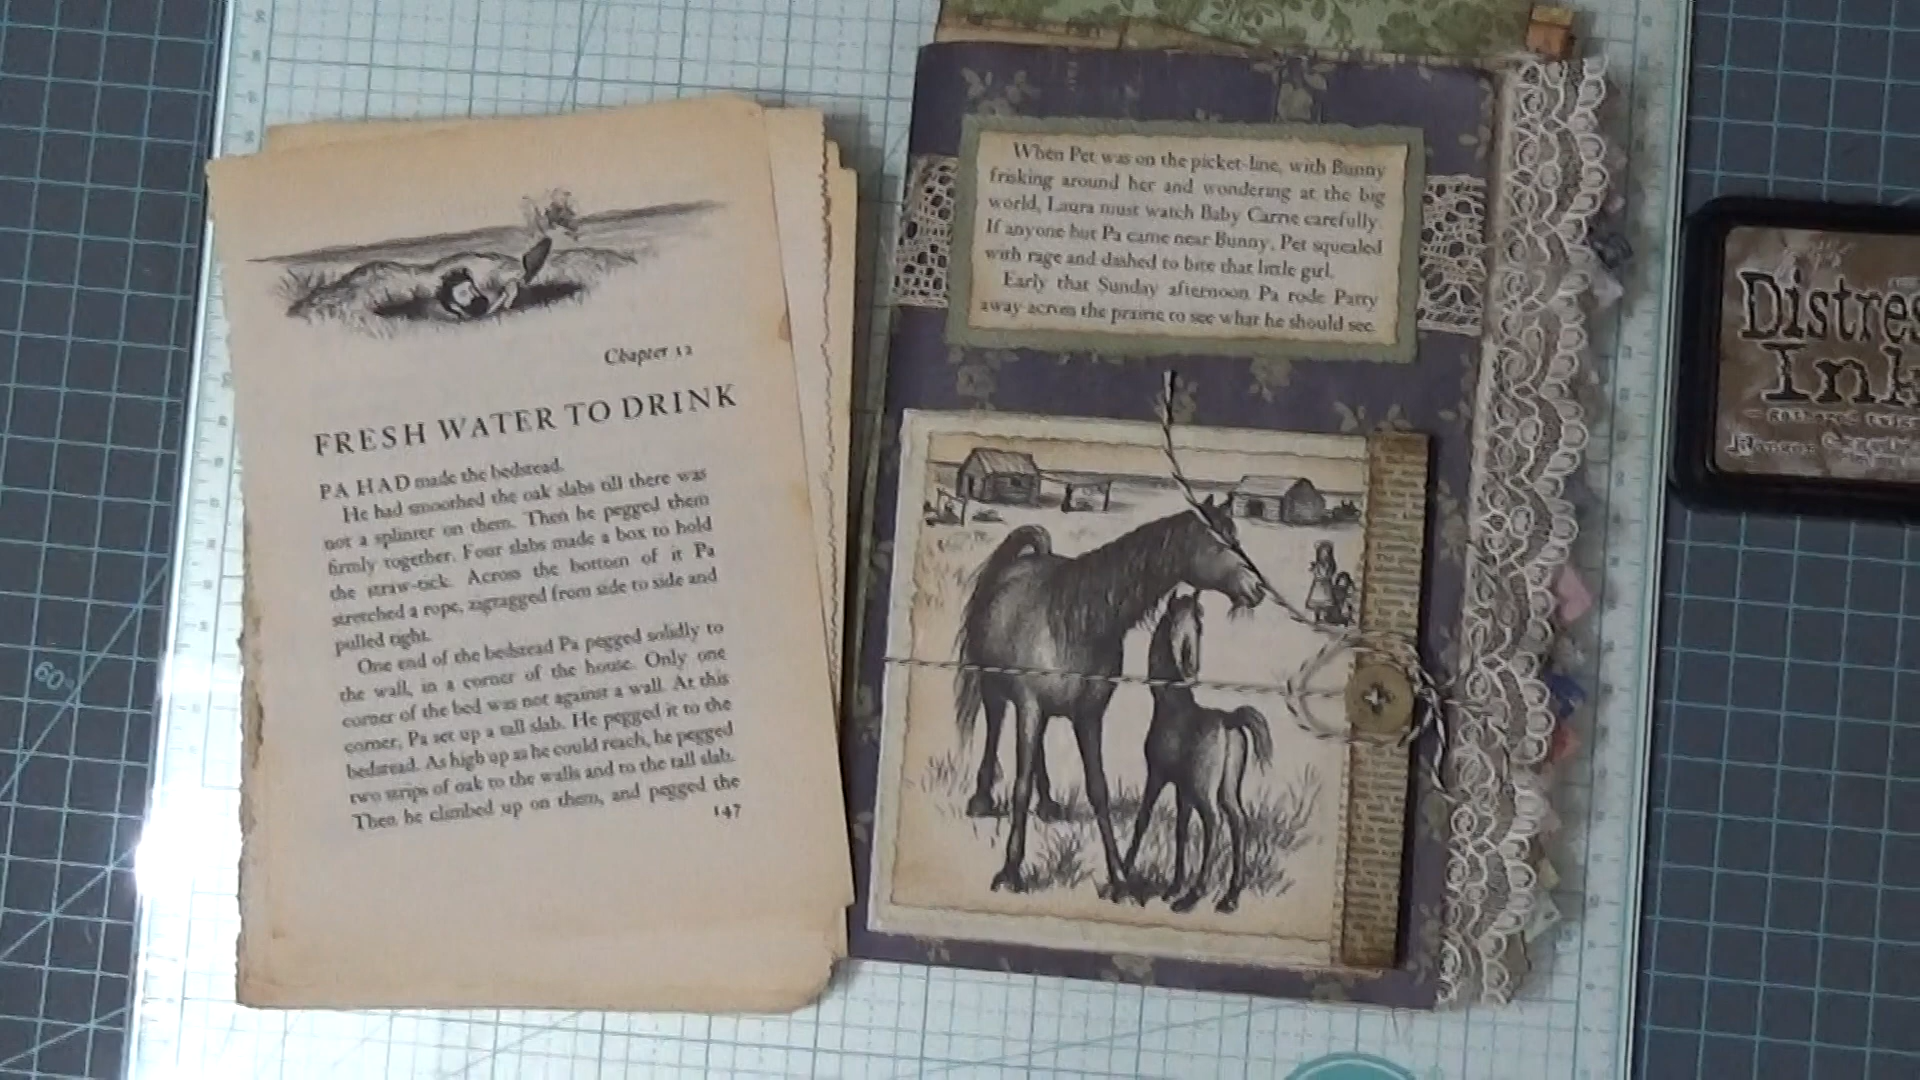 Chapter 12
FRESH WATER TO DRINK
PA HAD made the bedstead.
He had smoothed the oak slabs till there was
not a splinter on them. Then he pegged them
firmly together. Four slabs made a box to hold
the straw-tick. Across the bottom of it Pa
stretched a rope, zigzagged from side to side and
pulled tight.
One end of the bedstead Pa pegged solidly to
the wall, in a corner of the house. Only one
corner of the bed was not against a wall. At this
corner, Pa set up a tall slab. He pegged it to the
bedstead. As high up as he could reach, he pegged
two strips of oak to the walls and to the tall slab.
Then he climbed up on them, and pegged the
147
When Pet was on the picket-line, with Bunny
frisking around her and wondering at the big
world, Laura must watch Baby Carrie carefully.
If anyone but Pa came near Bunny, Pet squealed
with rage and dashed to bite that little girl.
Early that Sunday afternoon Pa rode Patty
away across the prairie to see what he should see.
Distres
Ink
60°